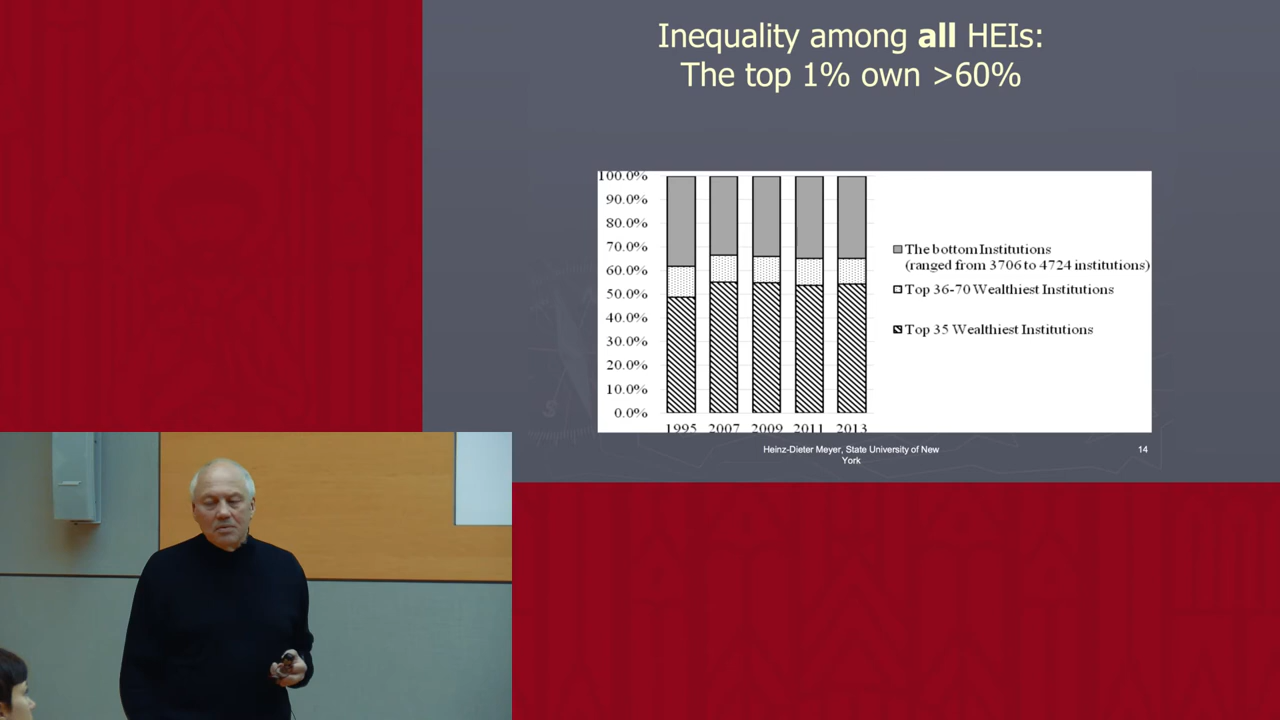 Inequality among all HEIs:
The top 1% own >60%
100.0%
90.0%
80.0%
70.0%
60.0%
50.0%
40.0%
30.0%
20.0%
10.0%
0.0%
1995 2007 2009 2011 2013
The bottom Institutions
(ranged from 3706 to 4724 institutions)
Top 36-70 Wealthiest Institutions
Top 35 Wealthiest Institutions
Heinz-Dieter Meyer, State University of New
York
14